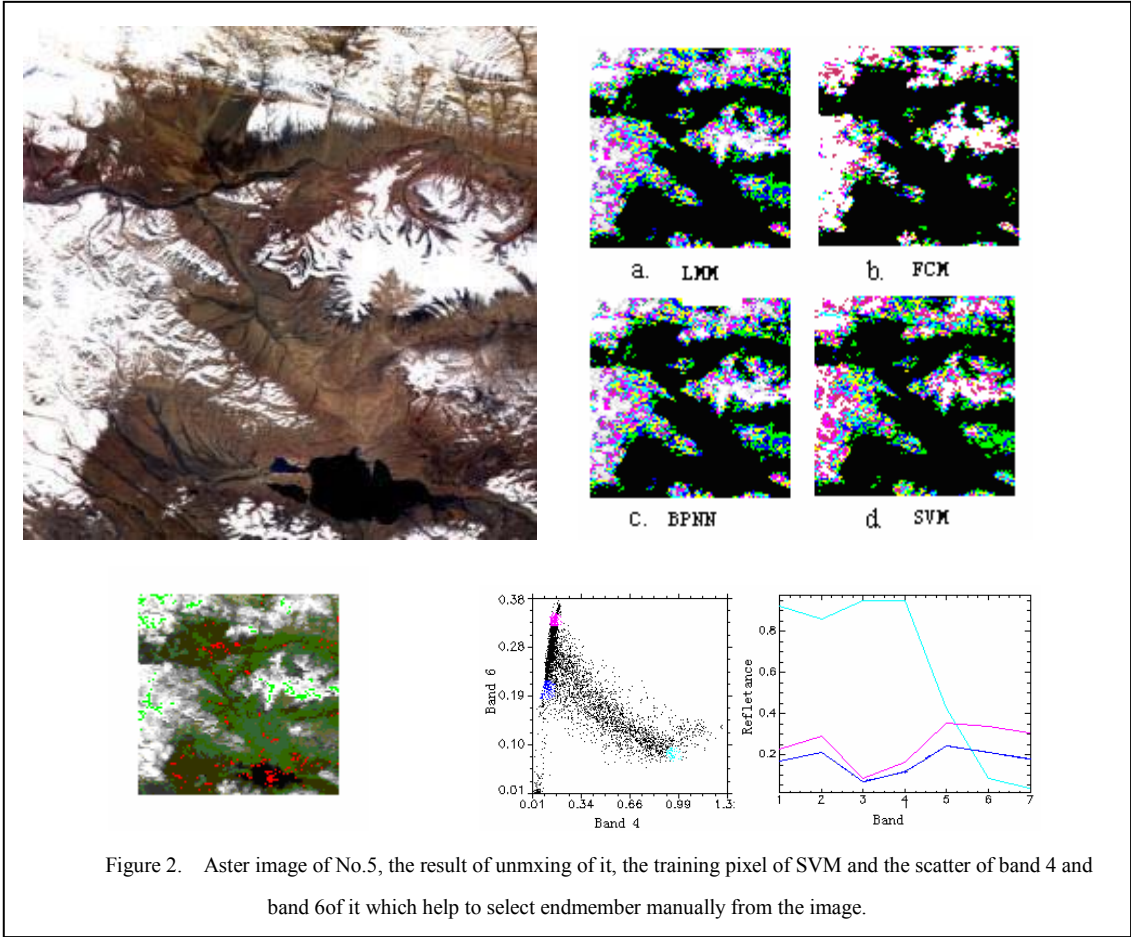 a. LMM
b. FCM
c. BPNN
d. SVM
0.38
0.28
0.19
0.10
0.01
Band 6
0.01 0.34 0.66 0.99 1.3:
Band 4
0.8
0.6
0.4
0.2
Refletance
1 2 3 4 5 6 7
Band
Figure 2. Aster image of No.5, the result of unmxing of it, the training pixel of SVM and the scatter of band 4 and
band 6of it which help to select endmember manually from the image.